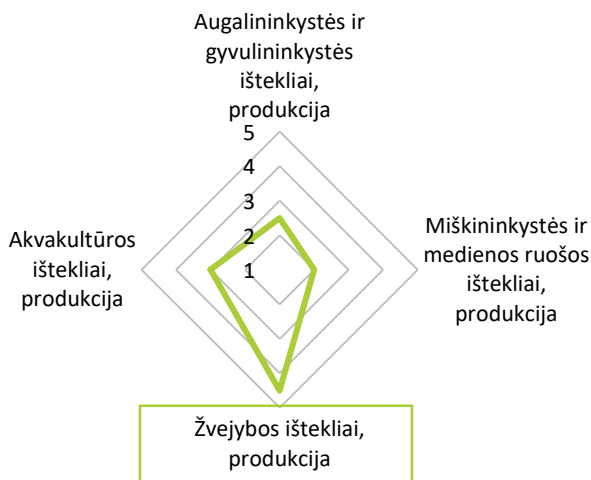 Augalininkystės ir
gyvulininkystės
ištekliai,
produkcija
5
4
3
2
1
Akvakultūros
ištekliai,
produkcija
Miškininkystės ir
medienos ruošos
ištekliai,
produkcija
Žvejybos ištekliai,
produkcija